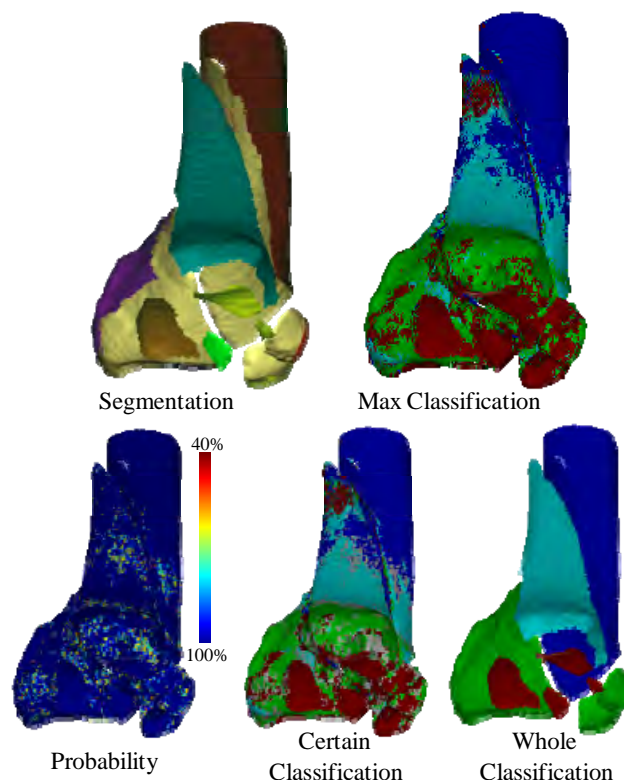 Segmentation
Max Classification
40%
100%
Probability
Certain
Classification
Whole
Classification